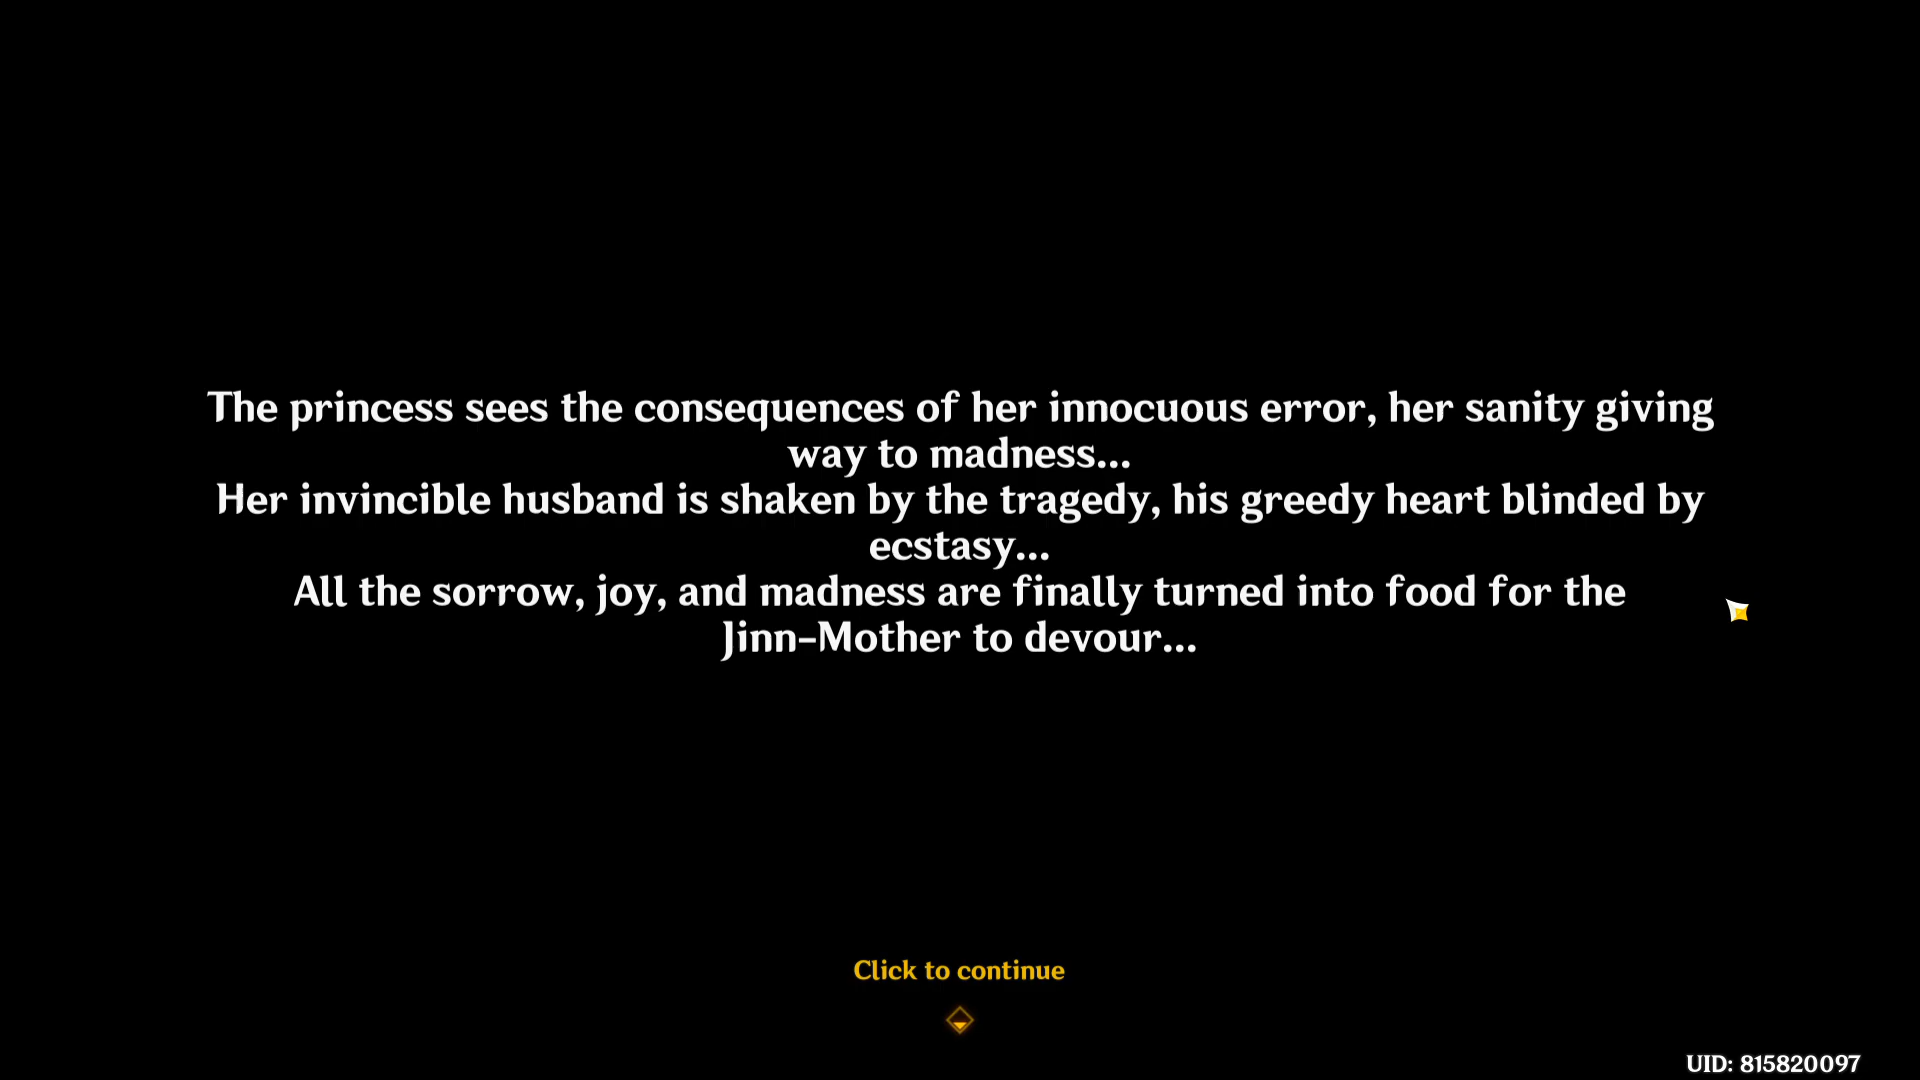 The princess sees the consequences of her innocuous error, her sanity giving
way to madness...
Her invincible husband is shaken by the tragedy, his greedy heart blinded by
ecstasy...
All the sorrow, joy, and madness are finally turned into food for the
Jinn-Mother to devour...
Click to continue
UID: 815820097